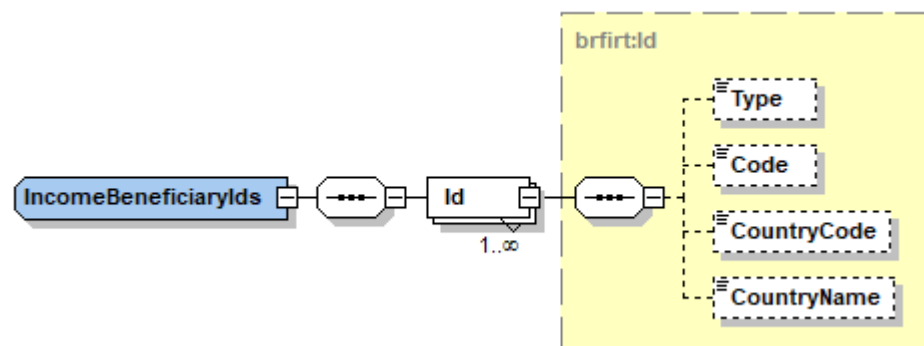 brfirt:Id
Type
Code
IncomeBeneficiaryIds
Id
CountryCode
1..∞
CountryName